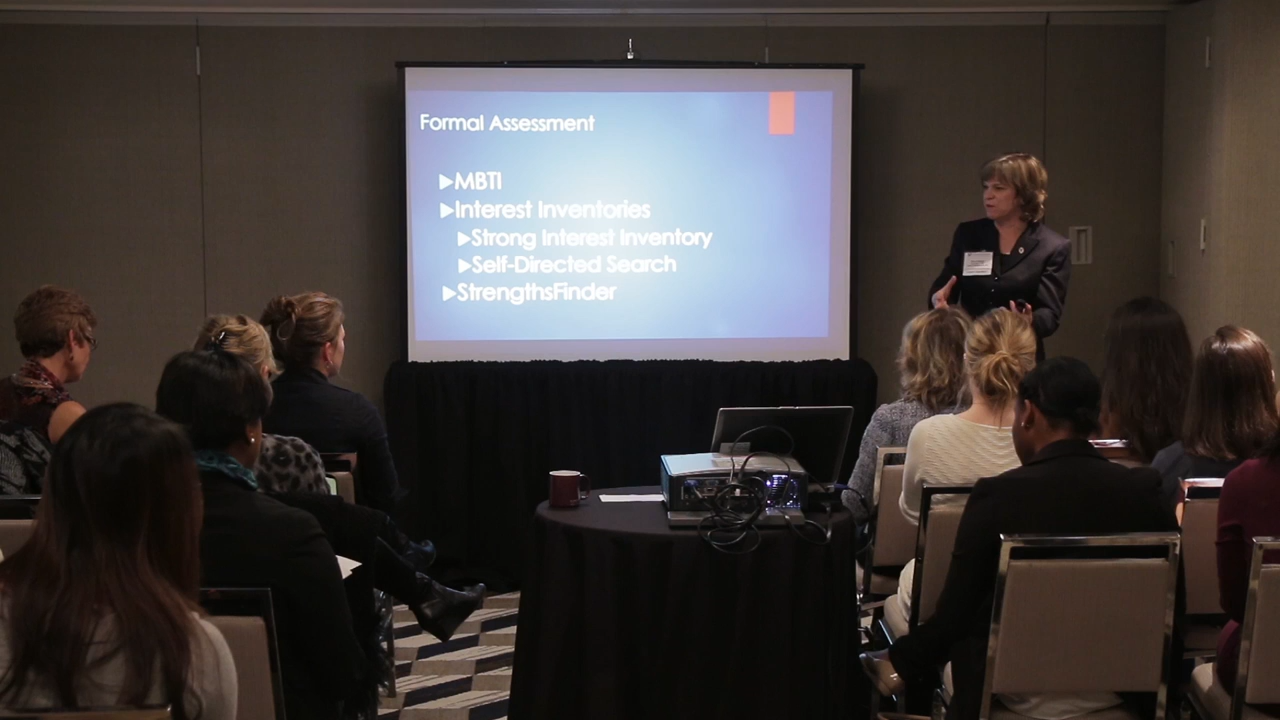 Formal Assessment
▶MBTI
▶Interest Inventories
▶Strong Interest Inventory
▶Self-Directed Search
▶StrengthsFinder